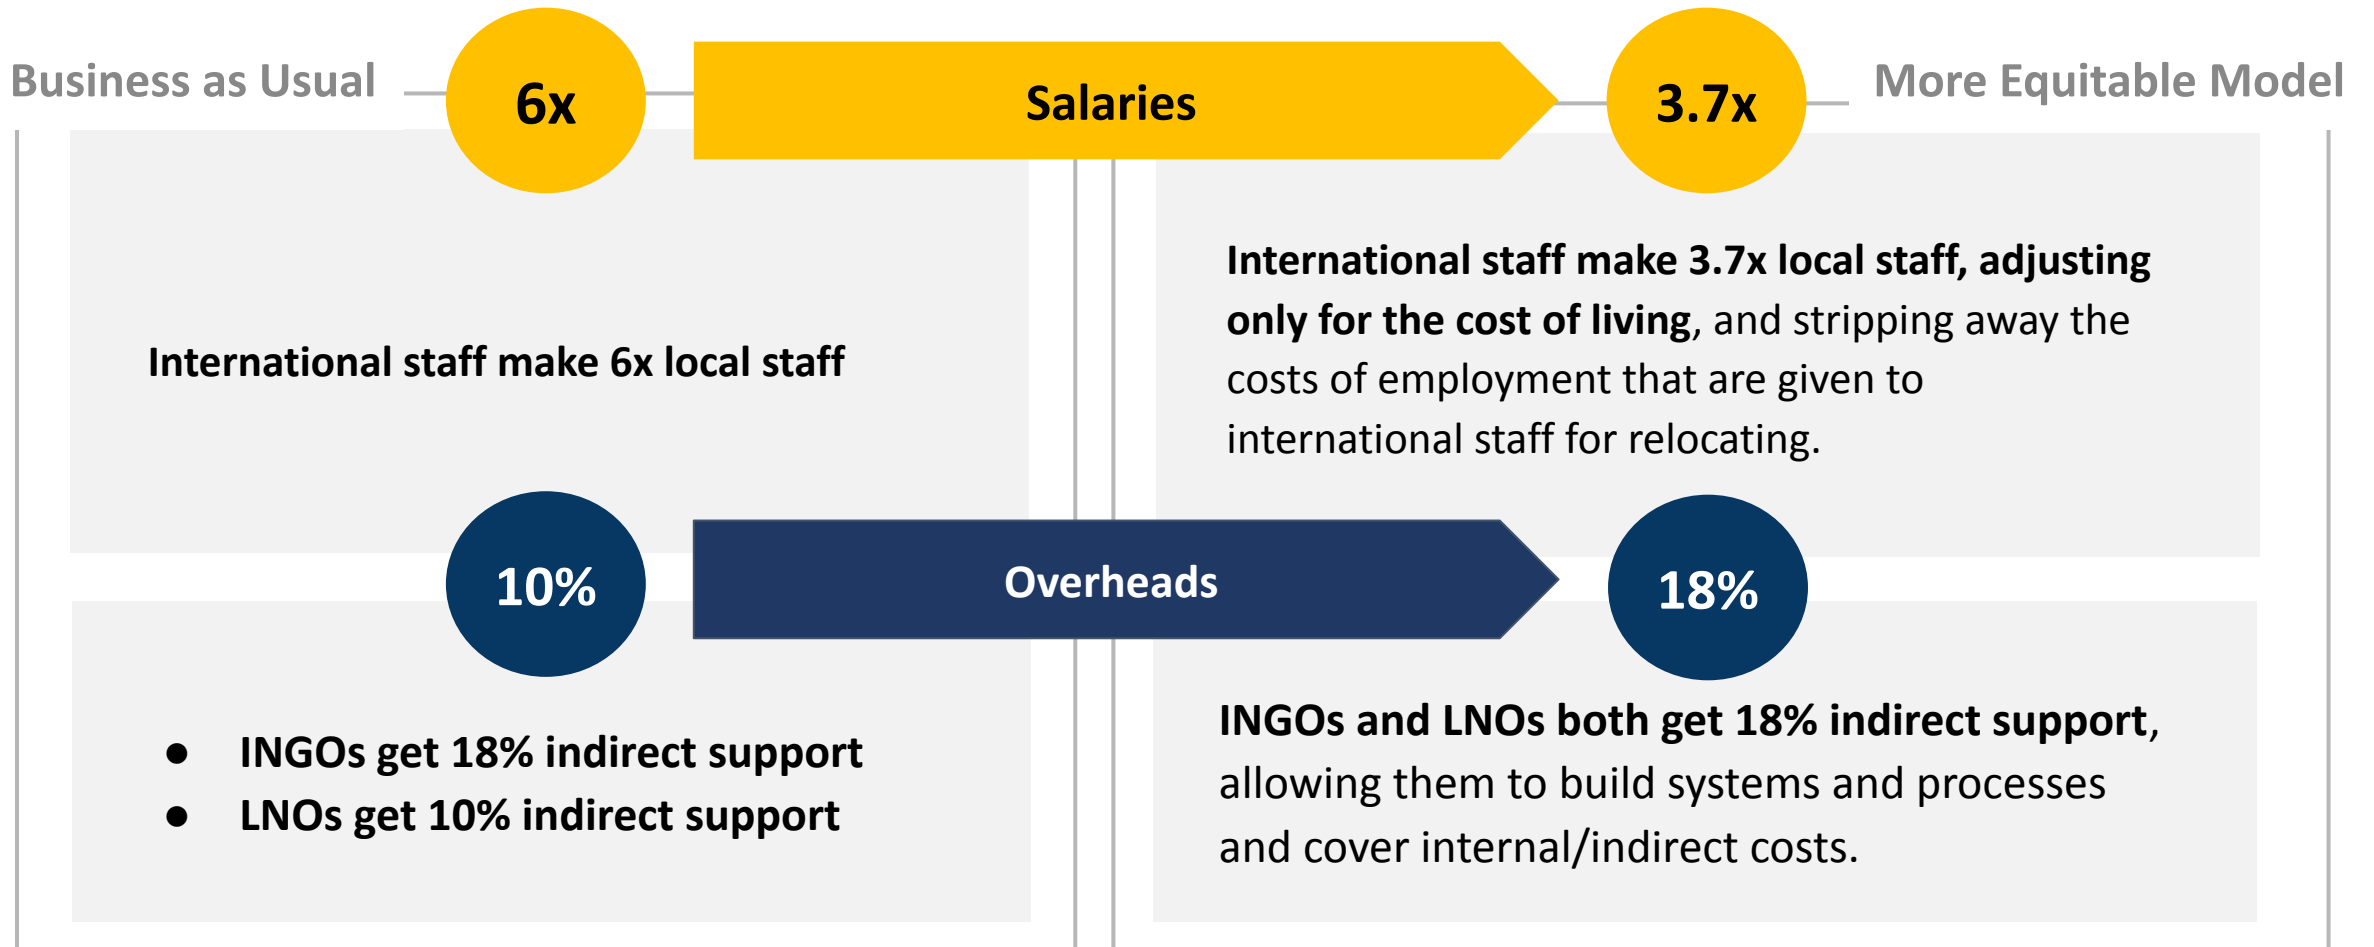 Business as Usual
6x
Salaries
3.7x
More Equitable Model
International staff make 6x local staff
International staff make 3.7x local staff, adjusting
only for the cost of living, and stripping away the
costs of employment that are given to
international staff for relocating.
10%
Overheads
18%
● INGOs get 18% indirect support
● LNOs get 10% indirect support
INGOs and LNOs both get 18% indirect support,
allowing them to build systems and processes
and cover internal/indirect costs.